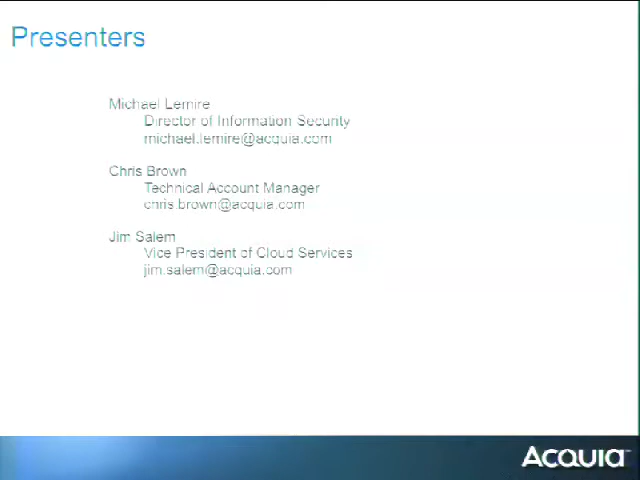 Presenters
Michael Lemire
Director of Information Security
michael.lemire@acquia.com
Chris Brown
Technical Account Manager
chris.brown@acquia.com
Jim Salem
Vice President of Cloud Services
jim.salem@acquia.com
ACQUIA